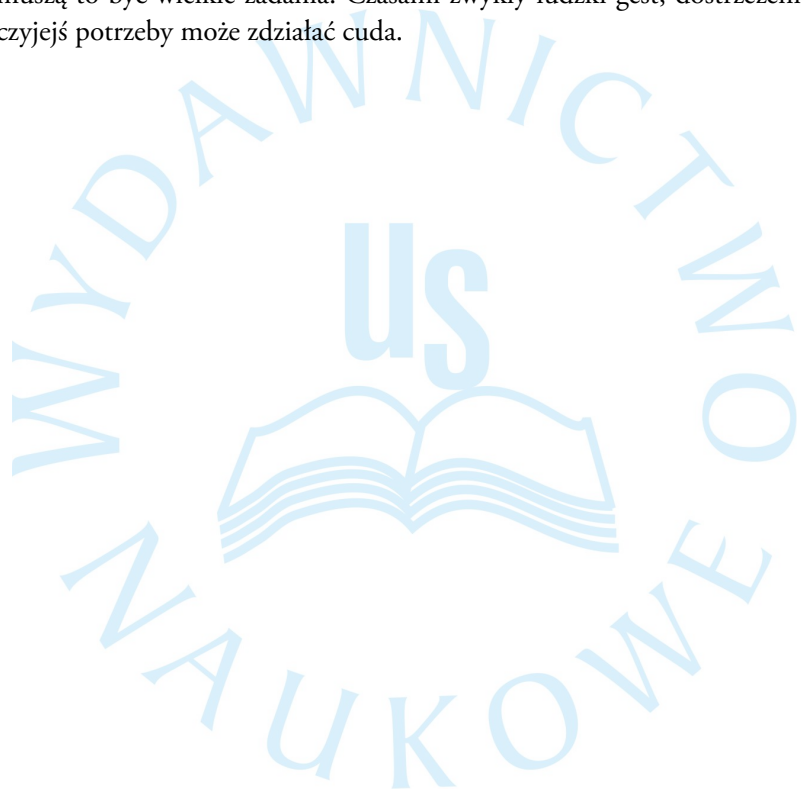 muszą to być wielkie zadania. Czasami zwykły ludzki gest,
czyjejś potrzeby może zdziałać cuda.
WYDAWNICTWO
US
NAUKOWE